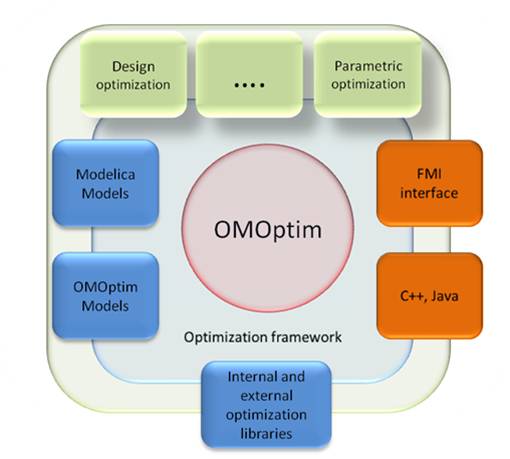 Design
optimization
....
Parametric
optimization
Modelica
Models
FMI
interface
OMOptim
OMOptim
Models
C++, Java
Optimization framework
Internal and
external
optimization
libraries